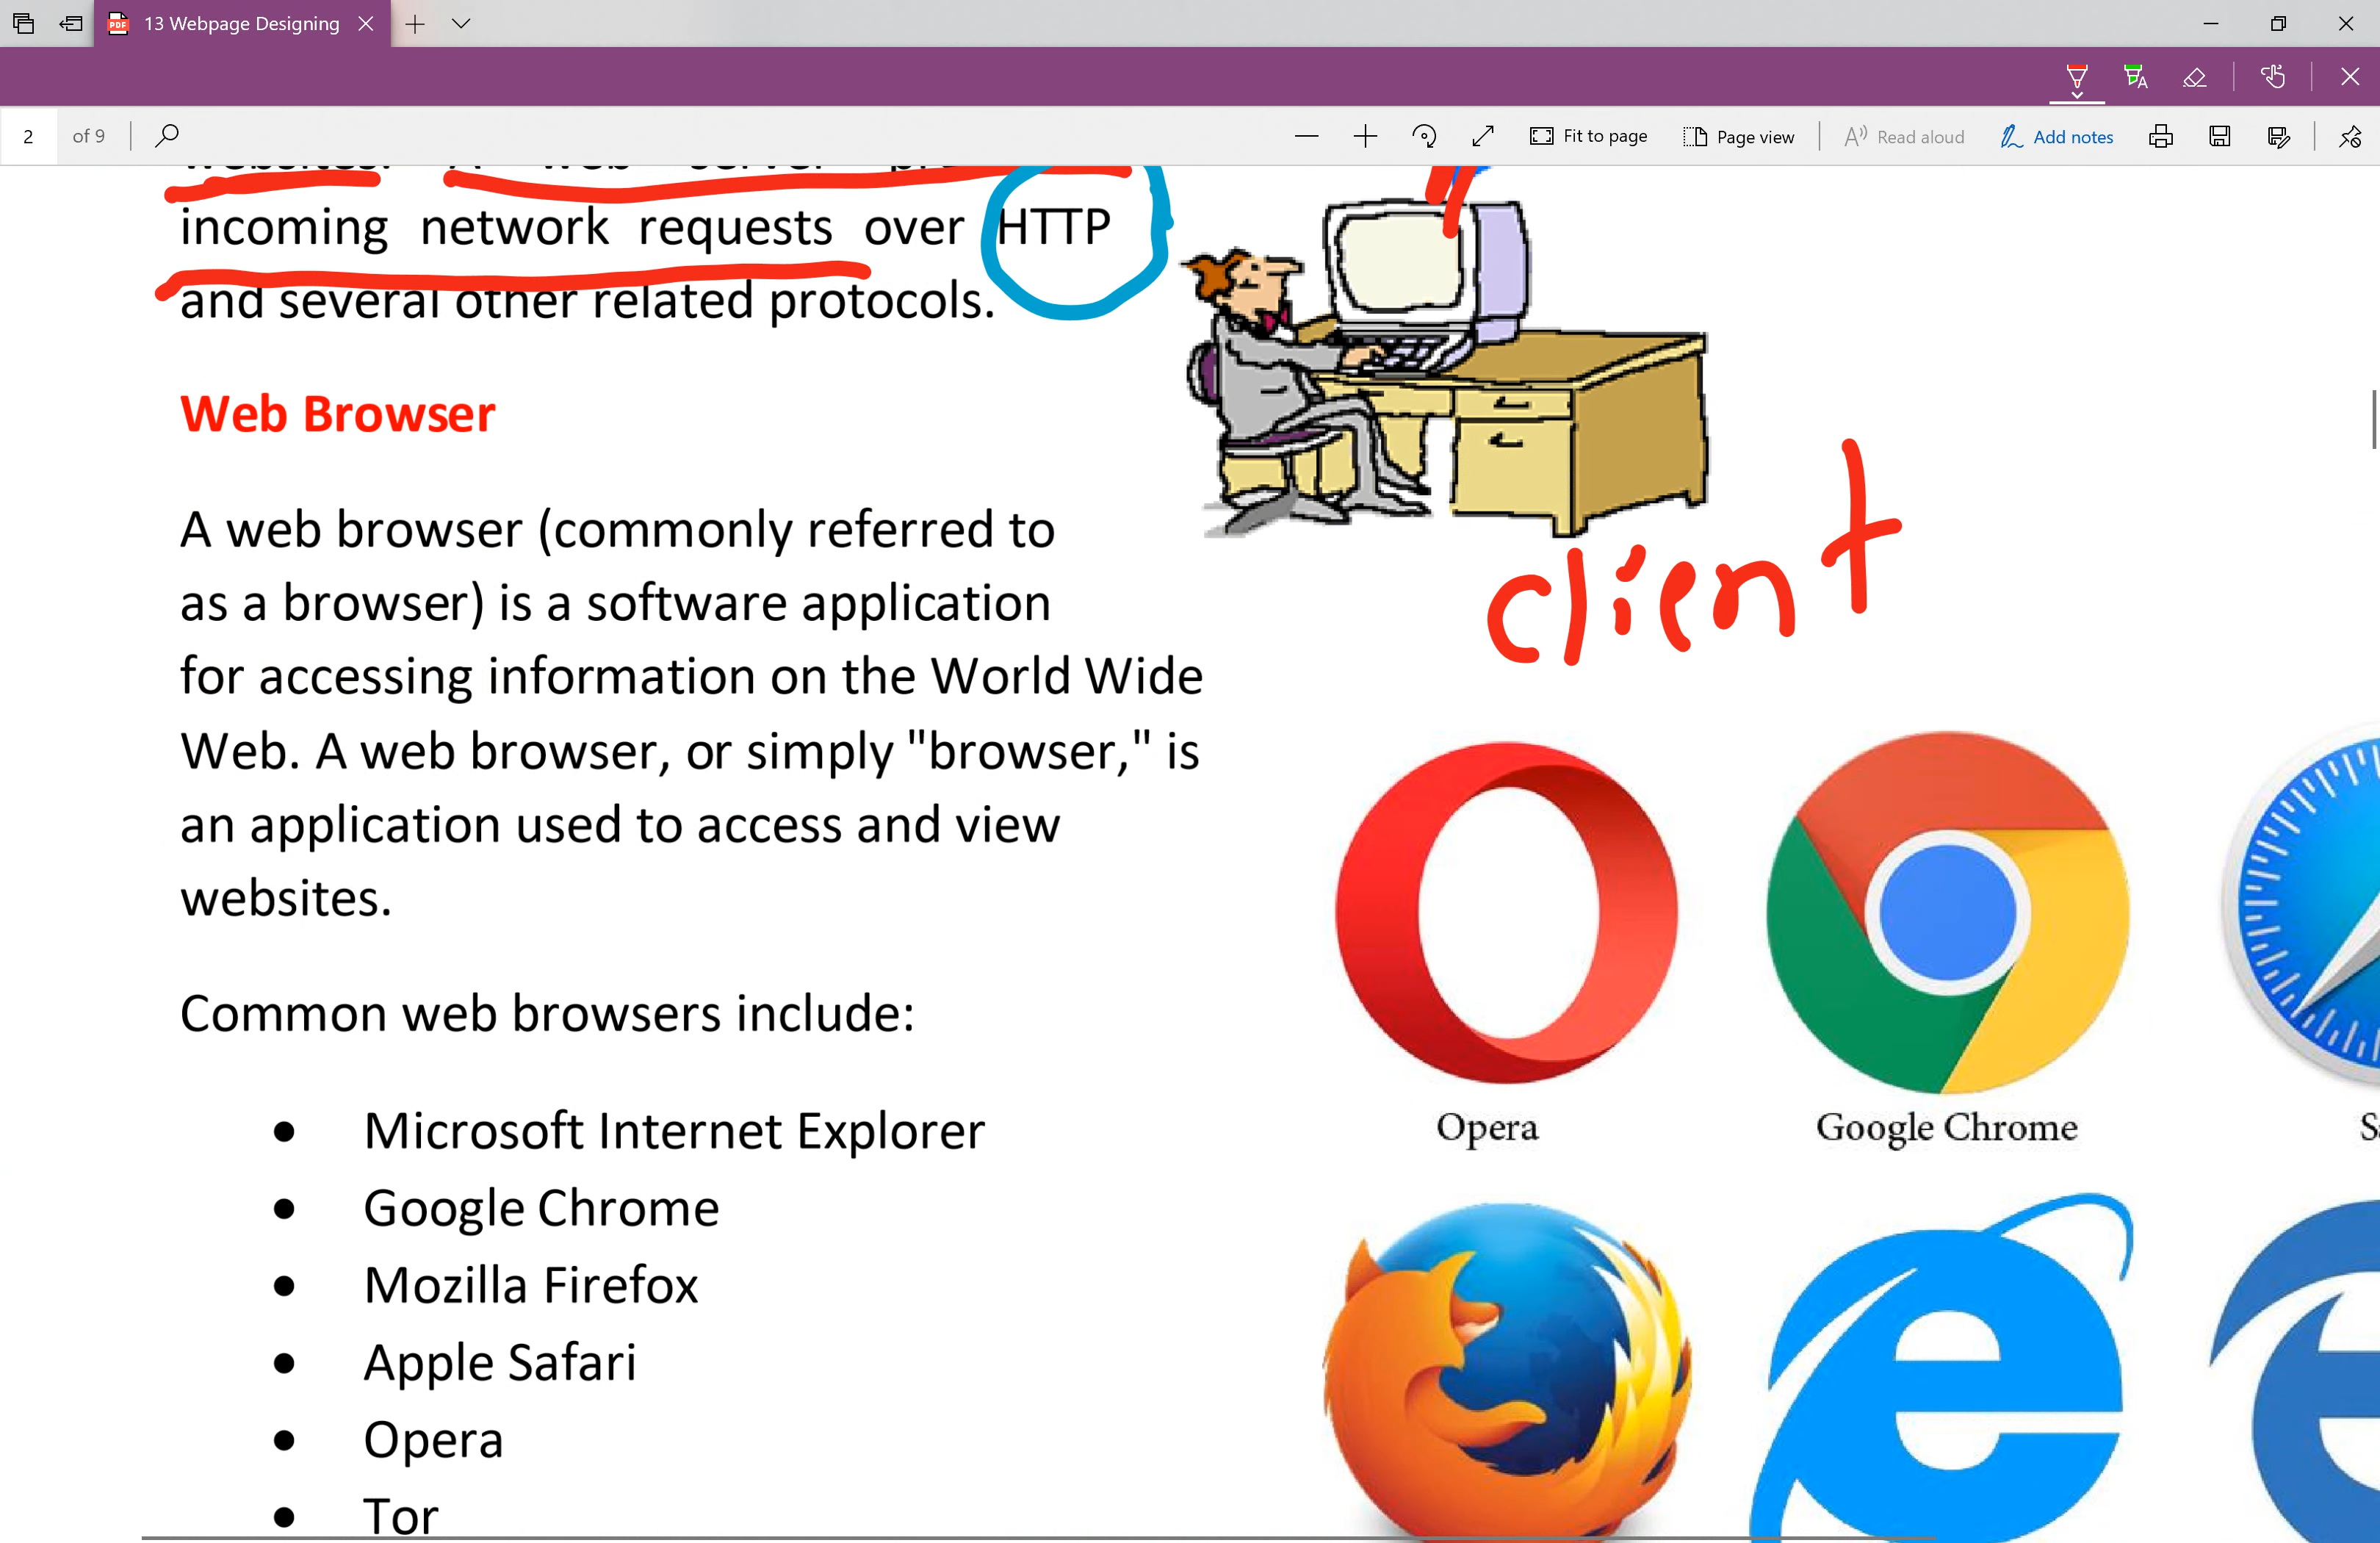 13 Webpage Designing
2 of 9
Fit to page
Page view
Read aloud
Add notes
websites. A web server
incoming network requests over HTTP
and several other related protocols.
Web Browser
A web browser (commonly referred to
as a browser) is a software application
for accessing information on the World Wide
Web. A web browser, or simply "browser," is
an application used to access and view
websites.
client
Common web browsers include:
• Microsoft Internet Explorer
• Google Chrome
• Mozilla Firefox
• Apple Safari
• Opera
• Tor
Opera
Google Chrome